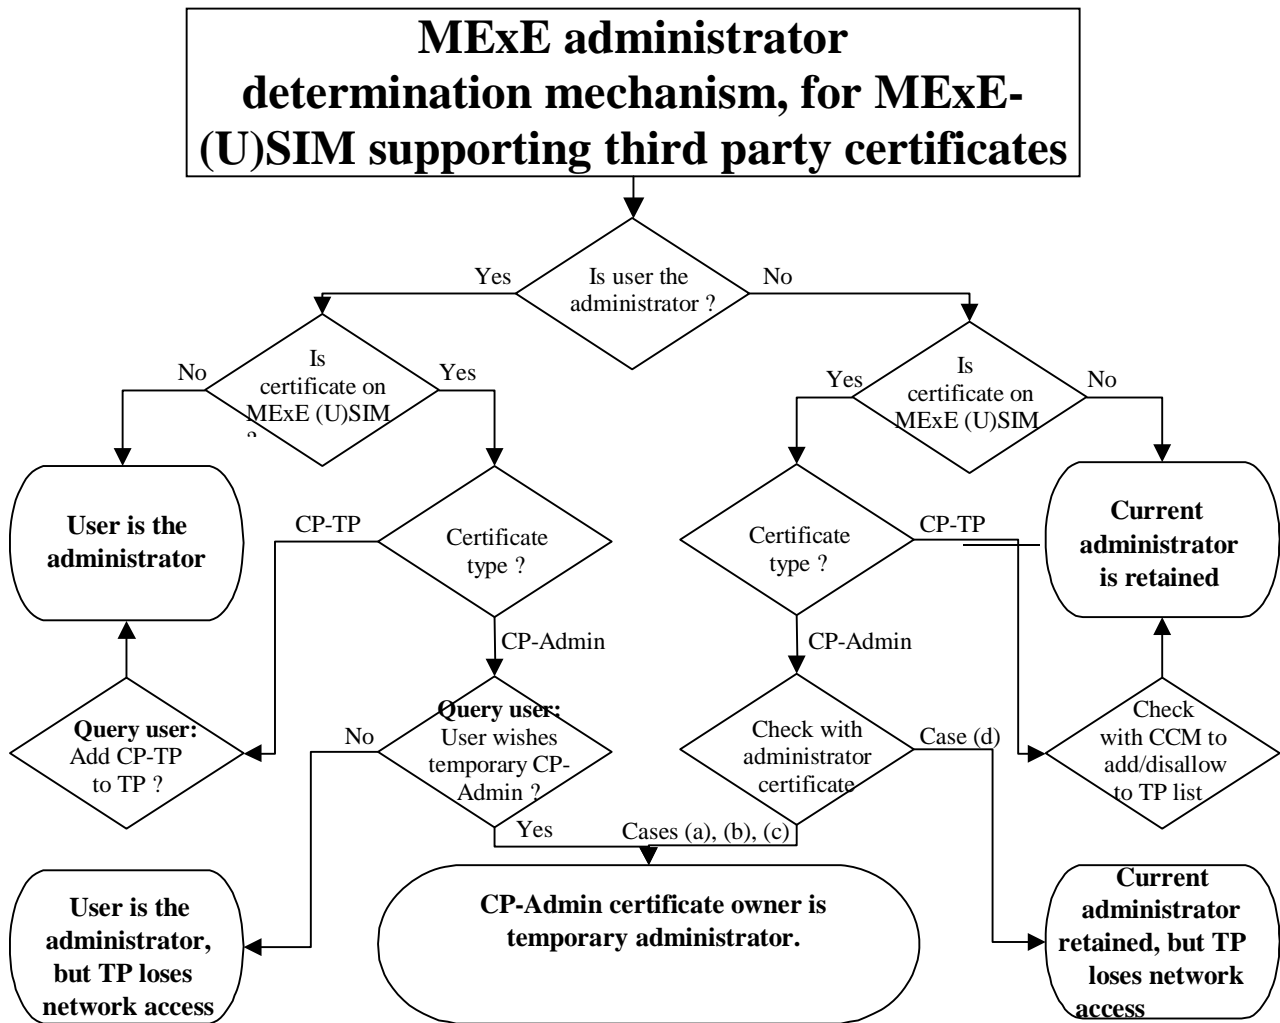 MExE administrator
determination mechanism, for MExE-
(U)SIM supporting third party certificates
Is user the
administrator ?
Yes
No
Is
certificate on
MExE (U)SIM
?
No
Yes
Is
certificate on
MExE (U)SIM
Yes
No
User is the
administrator
CP-TP
Certificate
type ?
Certificate
type ?
CP-TP
Current
administrator
is retained
CP-Admin
CP-Admin
Query user:
Add CP-TP
to TP ?
No
Query user:
User wishes
temporary CP-
Admin ?
Check with
administrator
certificate
Case (d)
Check
with CCM to
add/disallow
to TP list
Yes
Cases (a), (b), (c)
User is the
administrator,
but TP loses
network access
CP-Admin certificate owner is
temporary administrator.
Current
administrator
retained, but TP
loses network
access